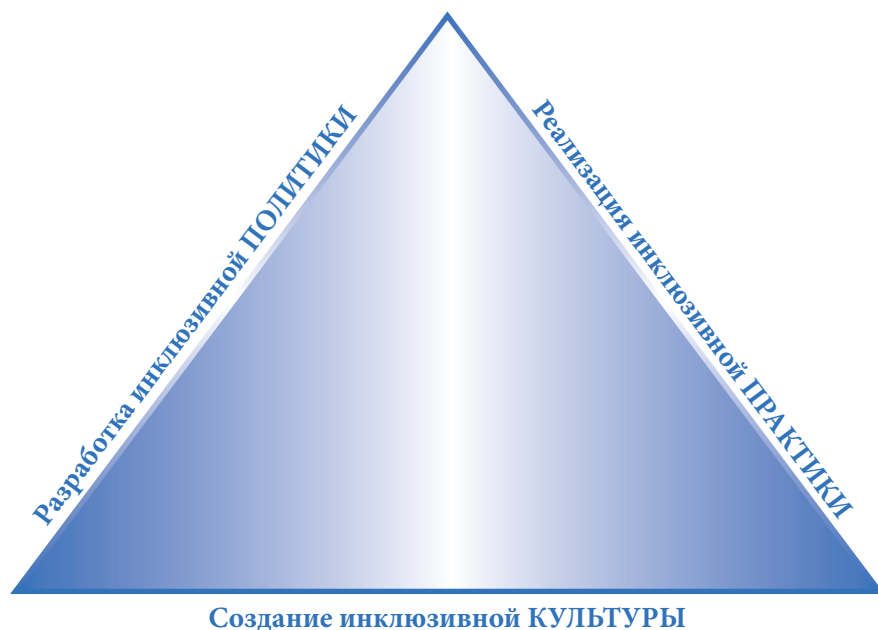 Разработка инклюзивной ПОЛИТИКИ
Реализация инклюзивной ПРАКТИКИ
Создание инклюзивной КУЛЬТУРЫ